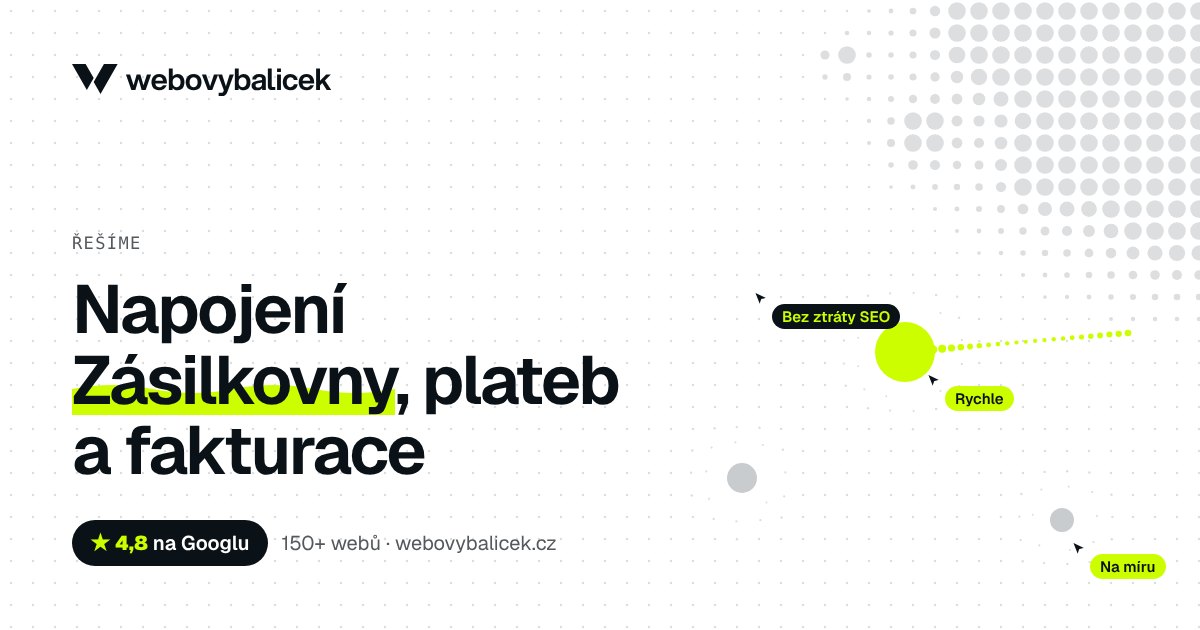 webovybalicek
ŘEŠÍME
Napojení
Zásilkovny, plateb
a fakturace
★ 4,8 na Googlu
150+ webů · webovybalicek.cz
Bez ztráty SEO
Rychle
Na míru